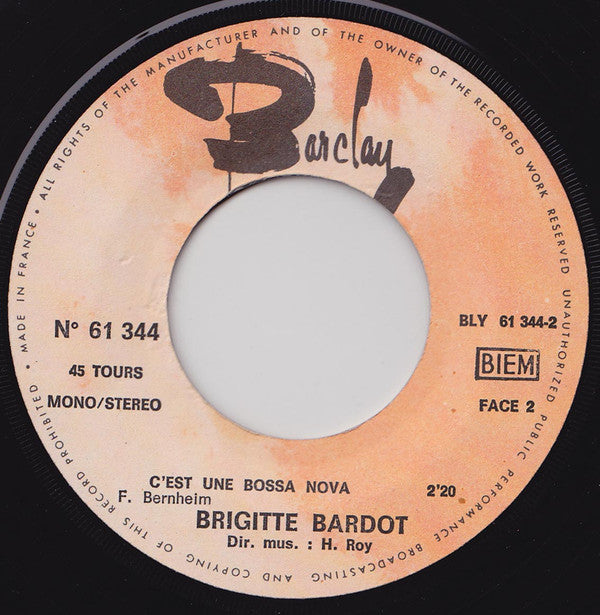 ALL RIGHTS OF THE MANUFACTURER AND OF THE OWNER OF THE RECORDED WORK RESERVED UNAUTHORIZED PUBLIC PERFORMANCE BROADCASTING AND COPYING OF THIS RECORD PROHIBITED • MADE IN FRANCE •
Barclay
N° 61 344
BLY 61 344-2
45 TOURS
BIEM
MONO/STEREO
FACE 2
C'EST UNE BOSSA NOVA 2'20
F. Bernheim
BRIGITTE BARDOT
Dir. mus. : H. Roy